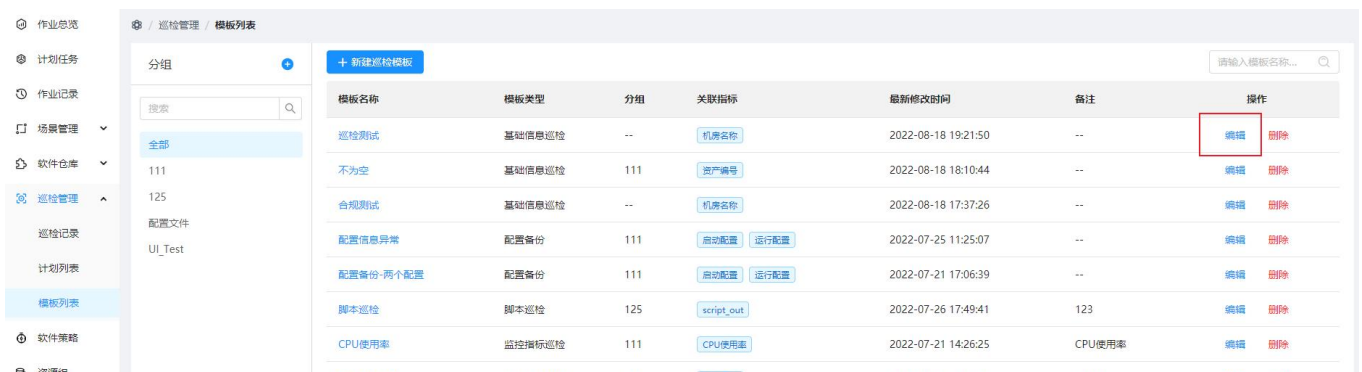 作业总览
计划任务
作业记录
场景管理
软件仓库
巡检管理
巡检记录
计划列表
模板列表
软件策略
/ 巡检管理 / 模板列表
分组
搜索
全部
111
125
配置文件
UI_Test
+ 新建巡检模板
请输入模板名称...
模板名称 模板类型 分组 关联指标 最新修改时间 备注 操作
巡检测试 基础信息巡检 -- 机房名称 2022-08-18 19:21:50 -- 编辑 删除
不为空 基础信息巡检 111 资产编号 2022-08-18 18:10:44 -- 编辑 删除
合规测试 基础信息巡检 -- 机房名称 2022-08-18 17:37:26 -- 编辑 删除
配置信息异常 配置备份 111 启动配置 运行配置 2022-07-25 11:25:07 -- 编辑 删除
配置备份-两个配置 配置备份 111 启动配置 运行配置 2022-07-21 17:06:39 -- 编辑 删除
脚本巡检 脚本巡检 125 script_out 2022-07-26 17:49:41 123 编辑 删除
CPU使用率 监控指标巡检 111 CPU使用率 2022-07-21 14:26:25 CPU使用率 编辑 删除